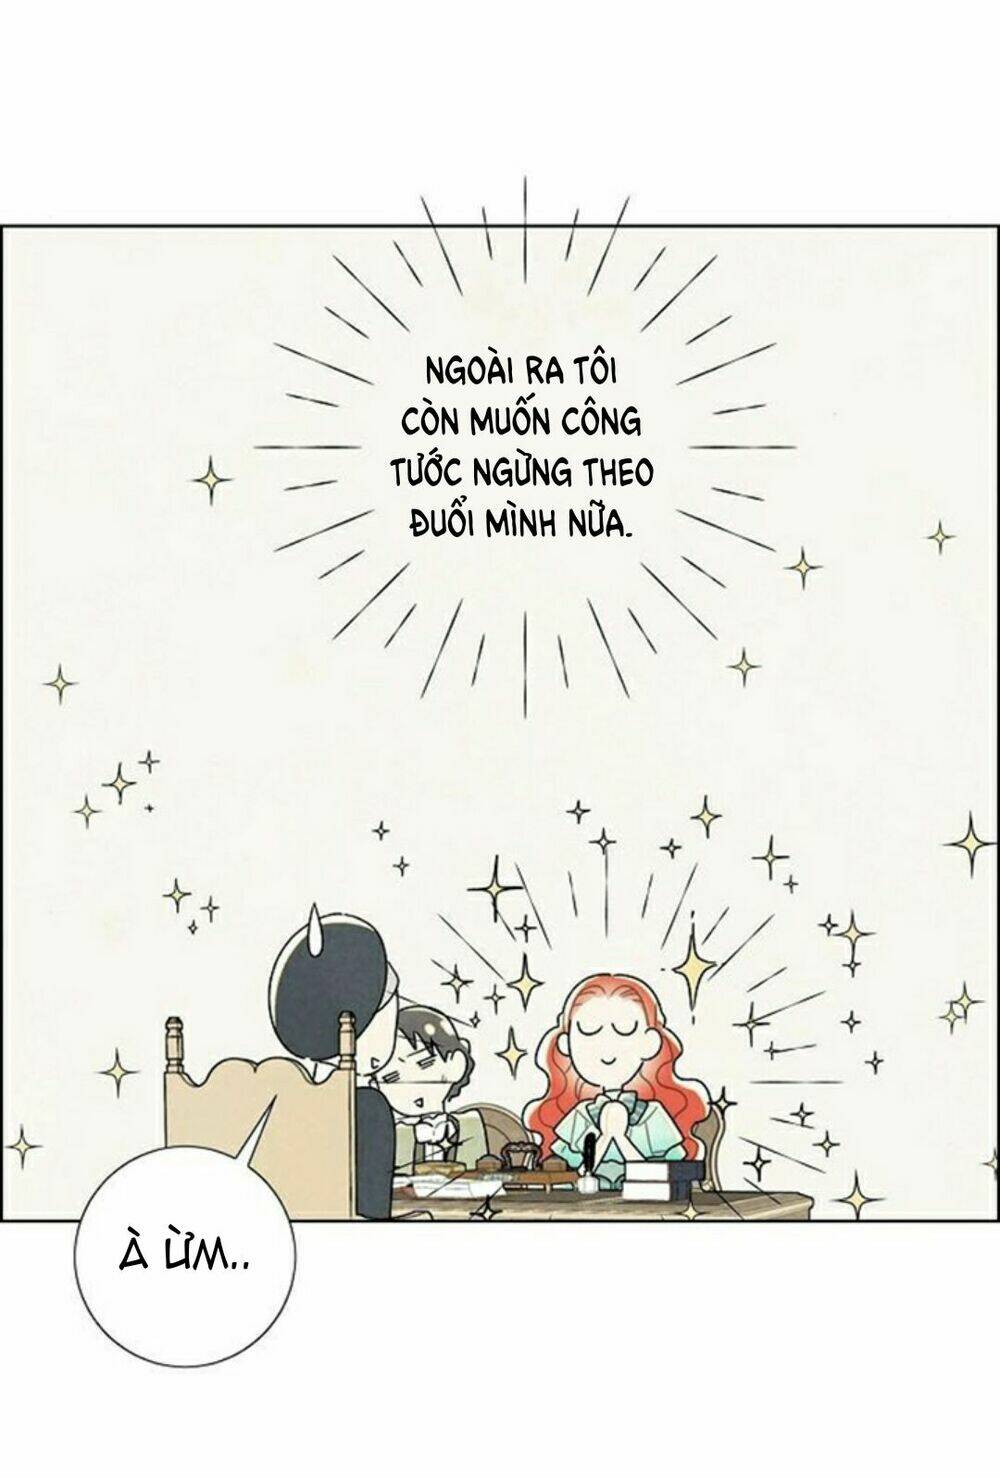 NGOÀI RA TÔI
CÒN MUỐN CÔNG
TƯỚC NGỪNG THEO
ĐUỔI MÌNH NỮA.
À ỪM..